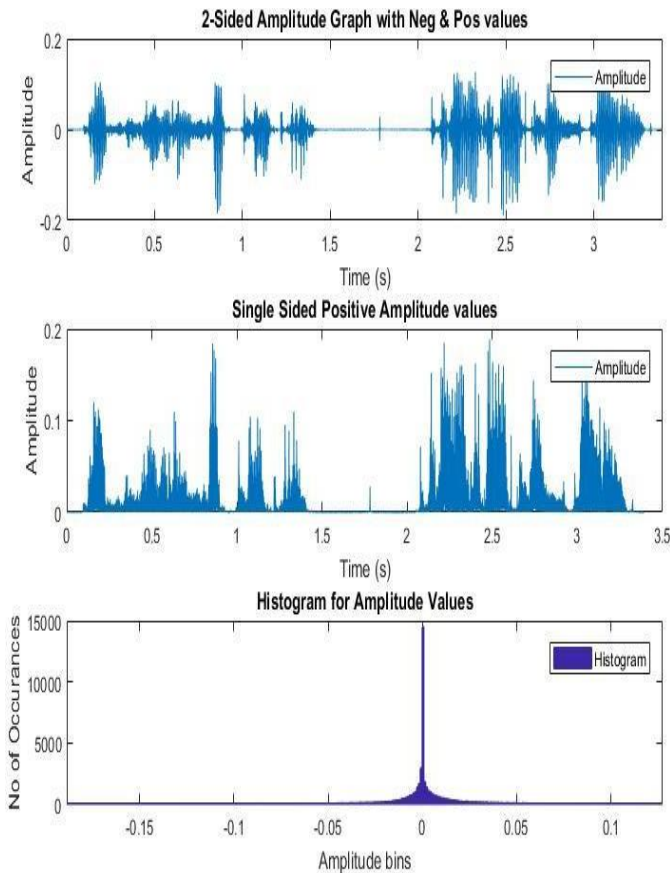 2-Sided Amplitude Graph with Neg & Pos values
0.2
0
-0.2
Amplitude
Amplitude
0 0.5 1 1.5 2 2.5 3
Time (s)
Single Sided Positive Amplitude values
0.2
0.1
0
Amplitude
Amplitude
0 0.5 1 1.5 2 2.5 3 3.5
Time (s)
Histogram for Amplitude Values
15000
10000
5000
0
No of Occurances
Histogram
-0.15 -0.1 -0.05 0 0.05 0.1
Amplitude bins